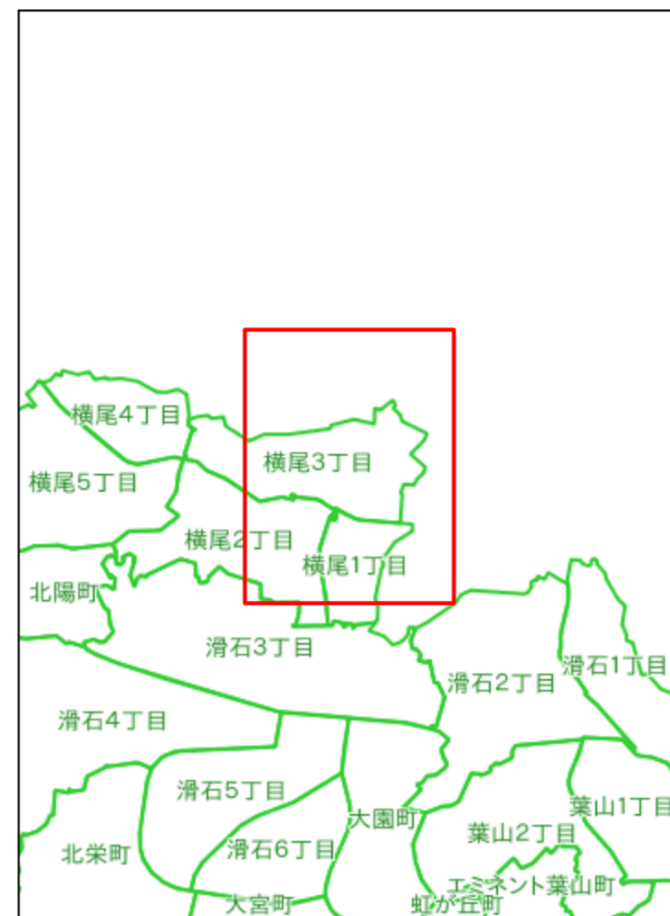 横尾4丁目
横尾3丁目
横尾5丁目
横尾2丁目
横尾1丁目
北陽町
滑石3丁目
滑石1丁目
滑石2丁目
滑石4丁目
滑石5丁目
葉山1丁目
大園町
葉山2丁目
滑石6丁目
北栄町
エミネント葉山町
大宮町
虹が丘町